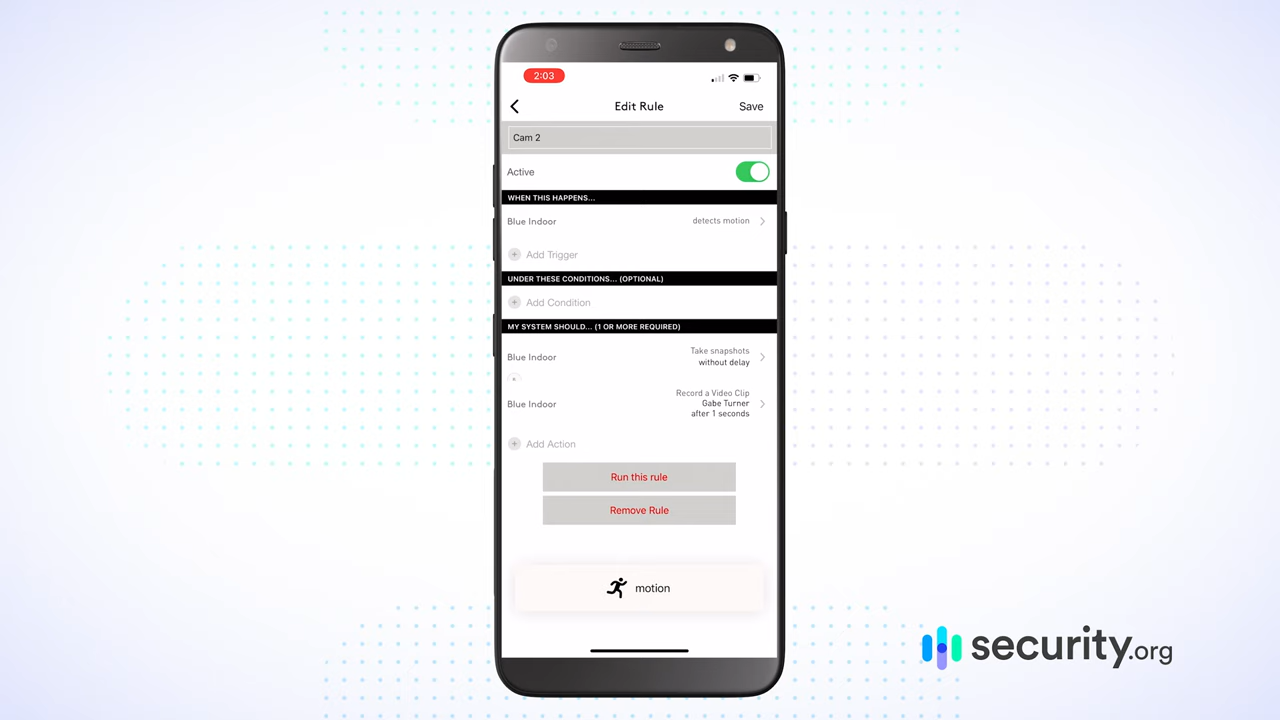 2:03
Edit Rule
Save
Cam 2
Active
WHEN THIS HAPPENS...
Blue Indoor
detects motion
Add Trigger
UNDER THESE CONDITIONS... (OPTIONAL)
Add Condition
MY SYSTEM SHOULD... (1 OR MORE REQUIRED)
Blue Indoor
Take snapshots
without delay
Blue Indoor
Record a Video Clip
Gabe Turner
after 1 seconds
Add Action
Run this rule
Remove Rule
motion
security.org